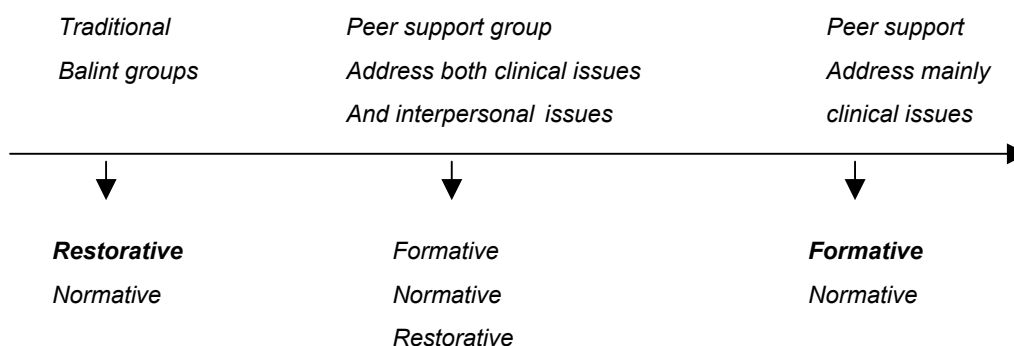 Traditional
Balint groups
Peer support group
Address both clinical issues
And interpersonal issues
Peer support
Address mainly
clinical issues
Restorative
Normative
Formative
Normative
Restorative
Formative
Normative